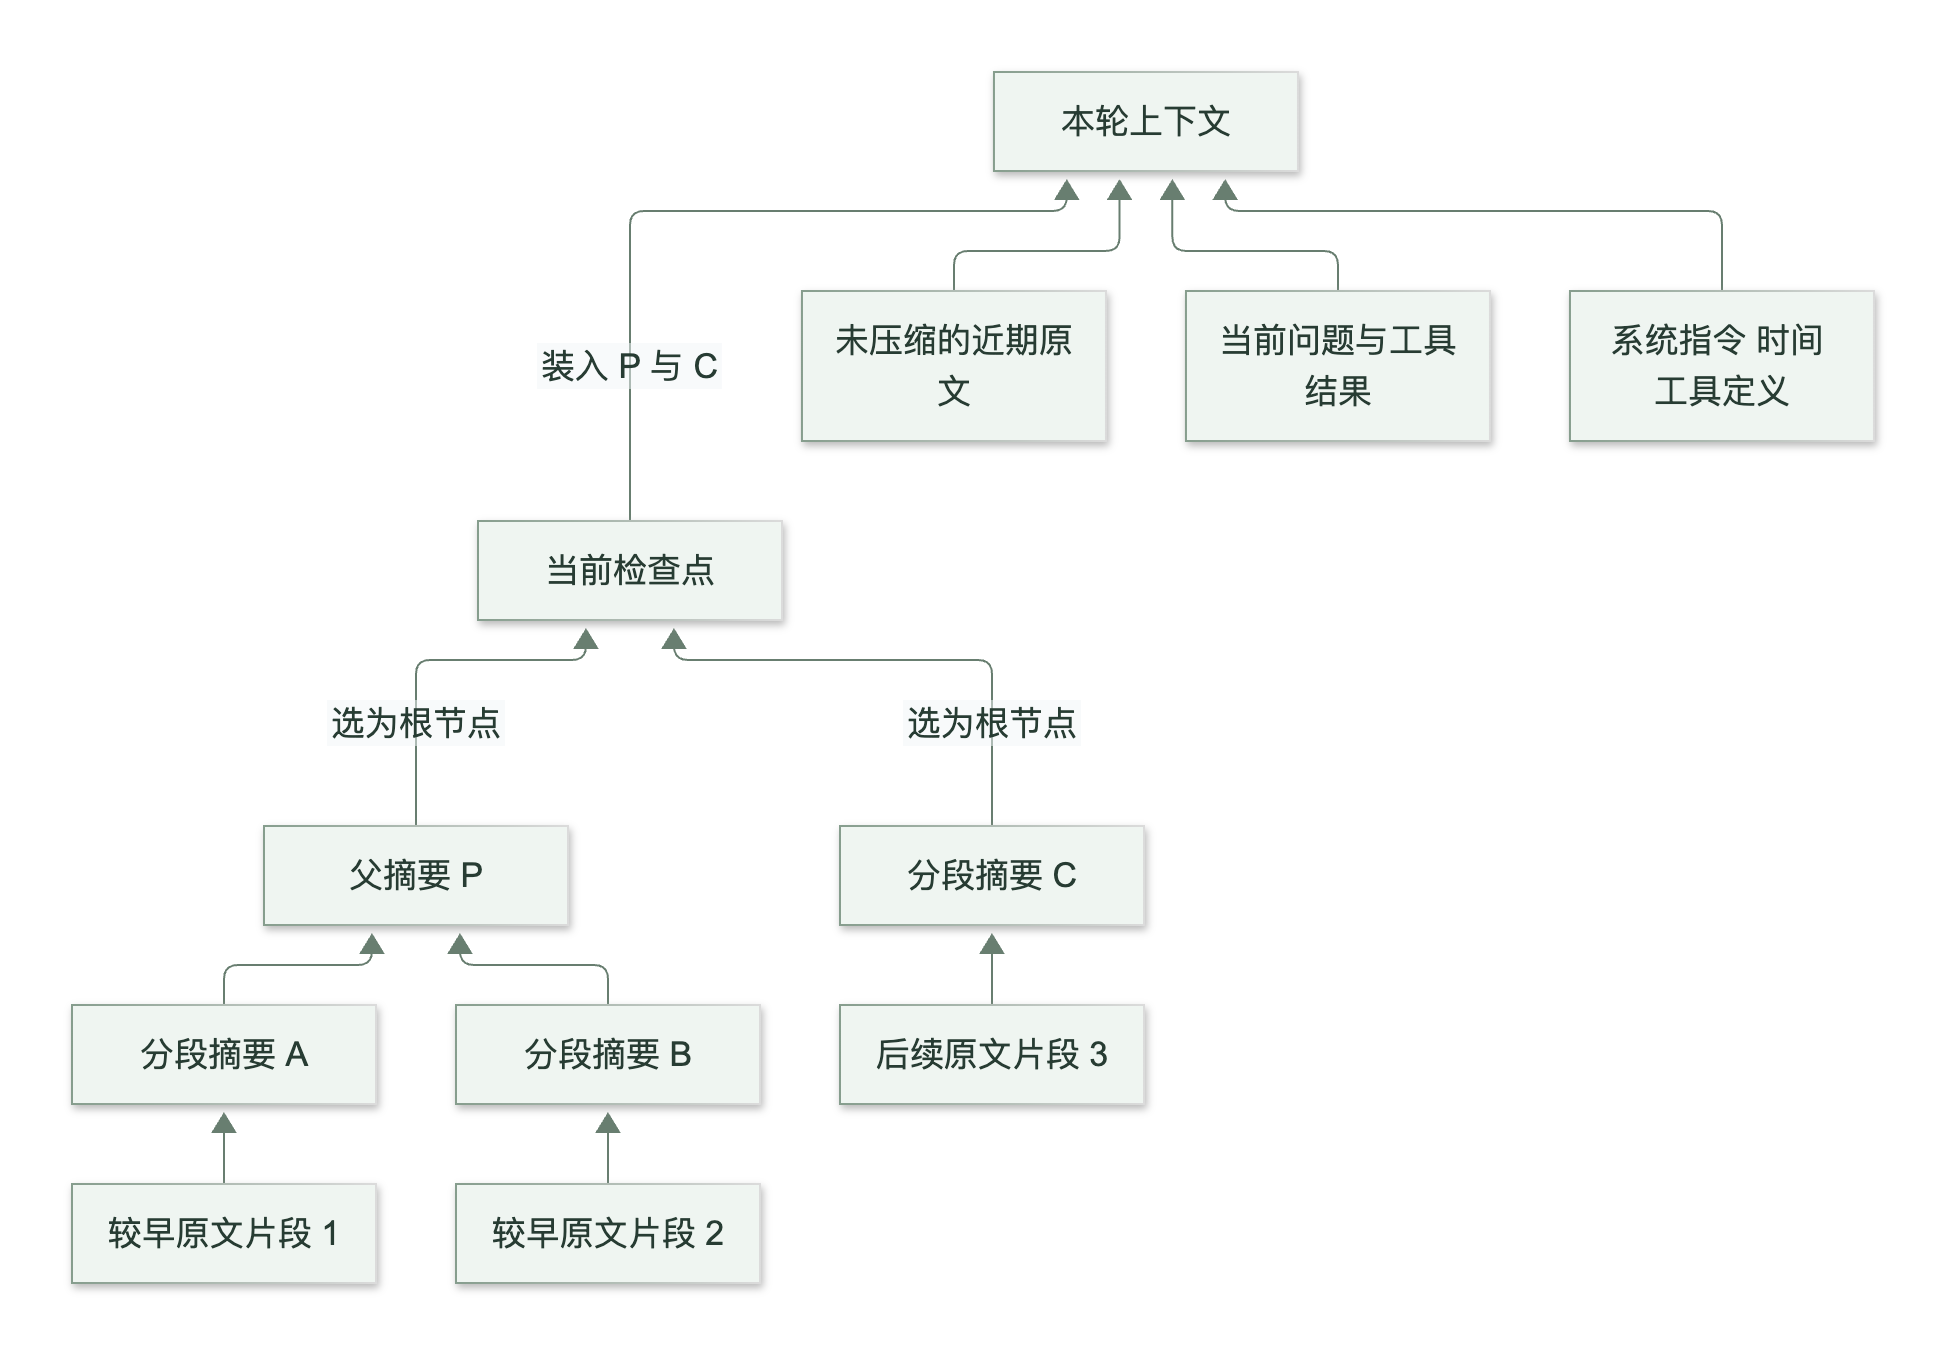 本轮上下文
未压缩的近期原
文
当前问题与工具
结果
系统指令 时间
工具定义
装入 P 与 C
当前检查点
选为根节点
选为根节点
父摘要 P
分段摘要 C
分段摘要 A
分段摘要 B
后续原文片段 3
较早原文片段 1
较早原文片段 2